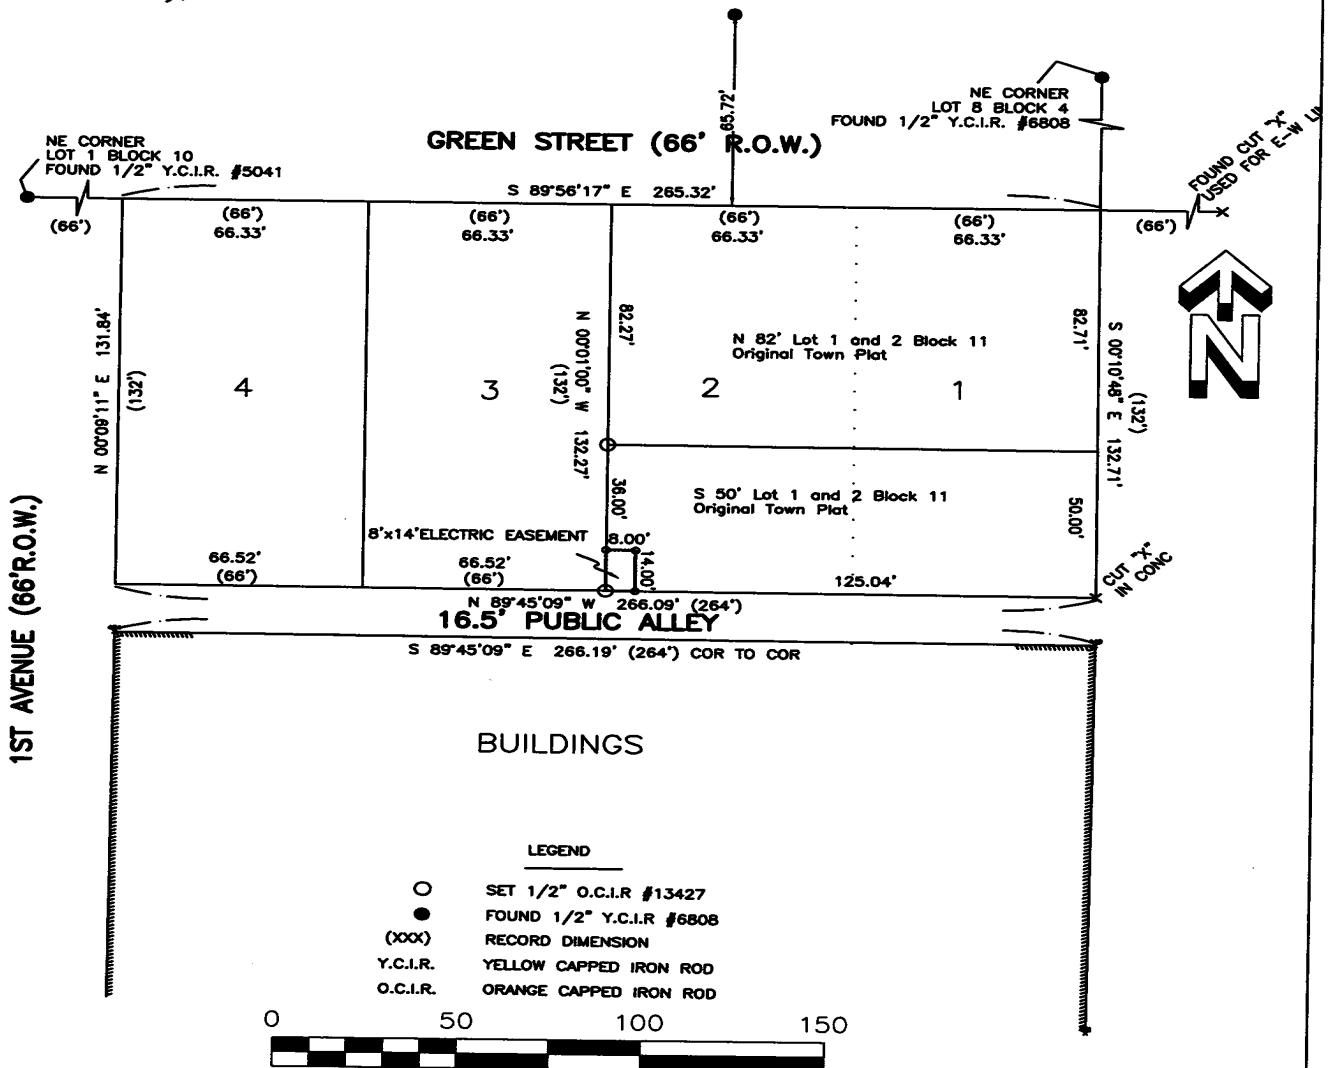 65.72'
NE CORNER
LOT 8 BLOCK 4
FOUND 1/2" Y.C.I.R. #6808
NE CORNER
LOT 1 BLOCK 10
FOUND 1/2" Y.C.I.R. #5041
GREEN STREET (66' R.O.W.)
FOUND CUT "X"
USED FOR E-W
S 89°56'17" E 265.32'
(66')
(66')
66.33'
(66')
66.33'
(66')
66.33'
(66')
66.33'
(66')
N
N 00°09'11" E 131.84'
(132')
4
3
N 00°01'00" W 132.27'
(132')
82.27'
N 82' Lot 1 and 2 Block 11
Original Town Plat
2
1
82.71'
S 00°10'48" E 132.71'
(132')
36.00'
S 50' Lot 1 and 2 Block 11
Original Town Plat
50.00'
8'x14'ELECTRIC EASEMENT
8.00'
14.00'
66.52'
(66')
66.52'
(66')
125.04'
CUT "X"
IN CONC
N 89°45'09" W 266.09' (264')
16.5' PUBLIC ALLEY
S 89°45'09" E 266.19' (264') COR TO COR
1ST AVENUE (66'R.O.W.)
BUILDINGS
LEGEND
SET 1/2" O.C.I.R #13427
FOUND 1/2" Y.C.I.R #6808
(XXX) RECORD DIMENSION
Y.C.I.R. YELLOW CAPPED IRON ROD
O.C.I.R. ORANGE CAPPED IRON ROD
0 50 100 150